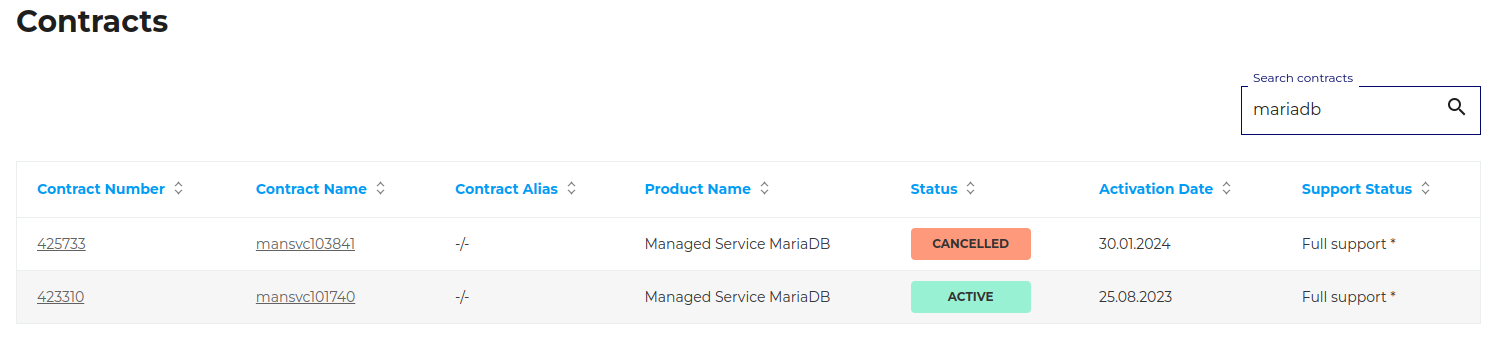 Contracts
Search contracts
mariadb
Contract Number Contract Name Contract Alias Product Name Status Activation Date Support Status
425733 mansvc103841 -/- Managed Service MariaDB CANCELLED 30.01.2024 Full support *
423310 mansvc101740 -/- Managed Service MariaDB ACTIVE 25.08.2023 Full support *